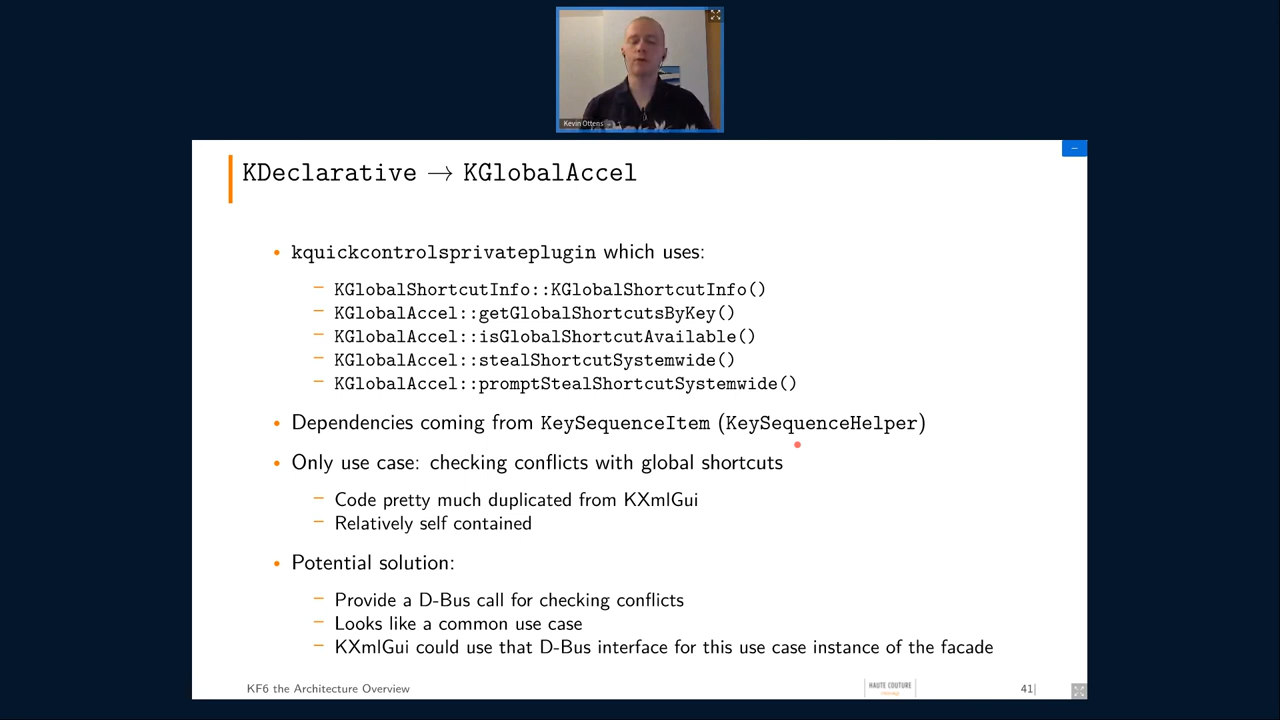 Kevin Ottens
KDeclarative → KGlobalAccel
• kquickcontrolsprivateplugin which uses:
– KGlobalShortcutInfo::KGlobalShortcutInfo()
– KGlobalAccel::getGlobalShortcutsByKey()
– KGlobalAccel::isGlobalShortcutAvailable()
– KGlobalAccel::stealShortcutSystemwide()
– KGlobalAccel::promptStealShortcutSystemwide()
• Dependencies coming from KeySequenceItem (KeySequenceHelper)
• Only use case: checking conflicts with global shortcuts
– Code pretty much duplicated from KXmlGui
– Relatively self contained
• Potential solution:
– Provide a D-Bus call for checking conflicts
– Looks like a common use case
– KXmlGui could use that D-Bus interface for this use case instance of the facade
KF6 the Architecture Overview
HAUTE COUTURE
41|